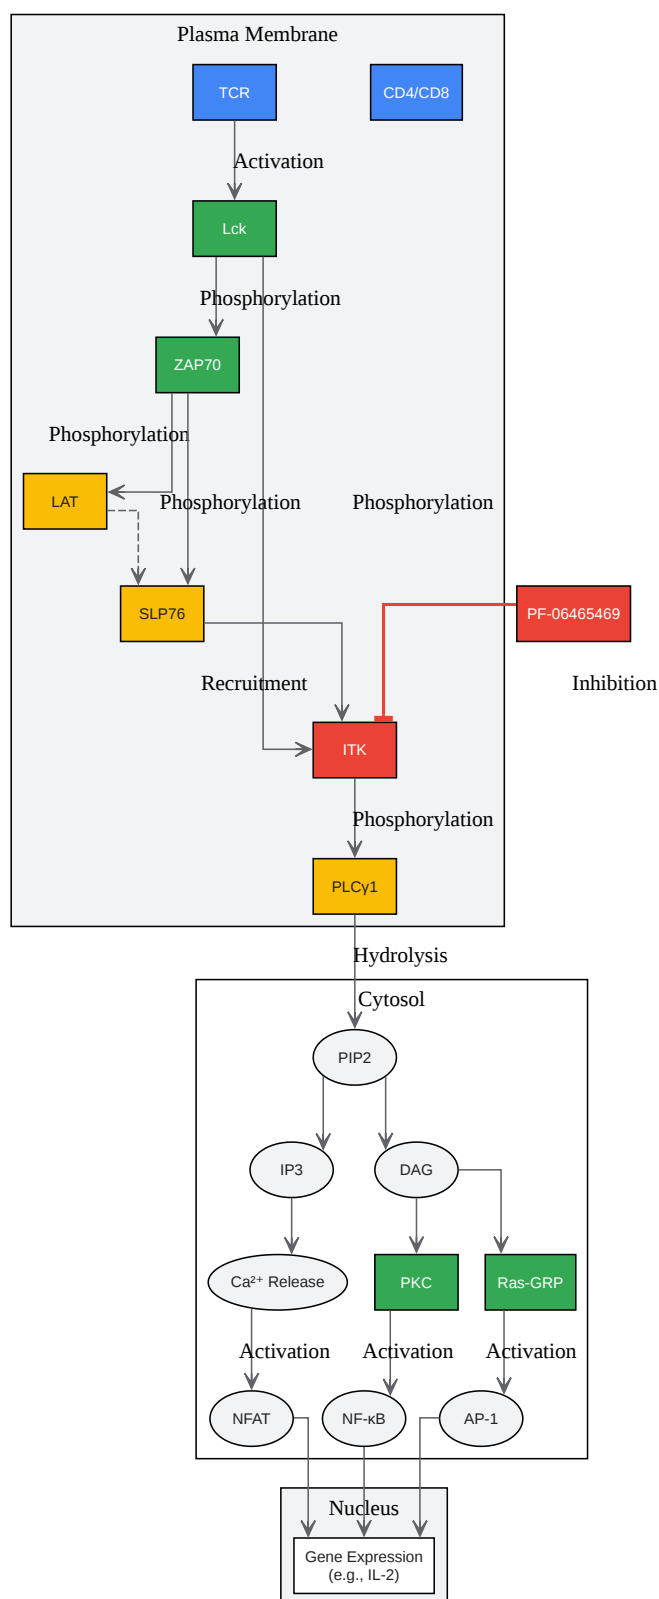 Plasma Membrane
TCR
CD4/CD8
Activation
Lck
Phosphorylation
ZAP70
Phosphorylation
LAT
Phosphorylation
Phosphorylation
SLP76
PF-06465469
Recruitment
Inhibition
ITK
Phosphorylation
PLCγ1
Hydrolysis
Cytosol
PIP2
IP3
DAG
Ca²⁺ Release
PKC
Ras-GRP
Activation
Activation
Activation
NFAT
NF-κB
AP-1
Nucleus
Gene Expression
(e.g., IL-2)